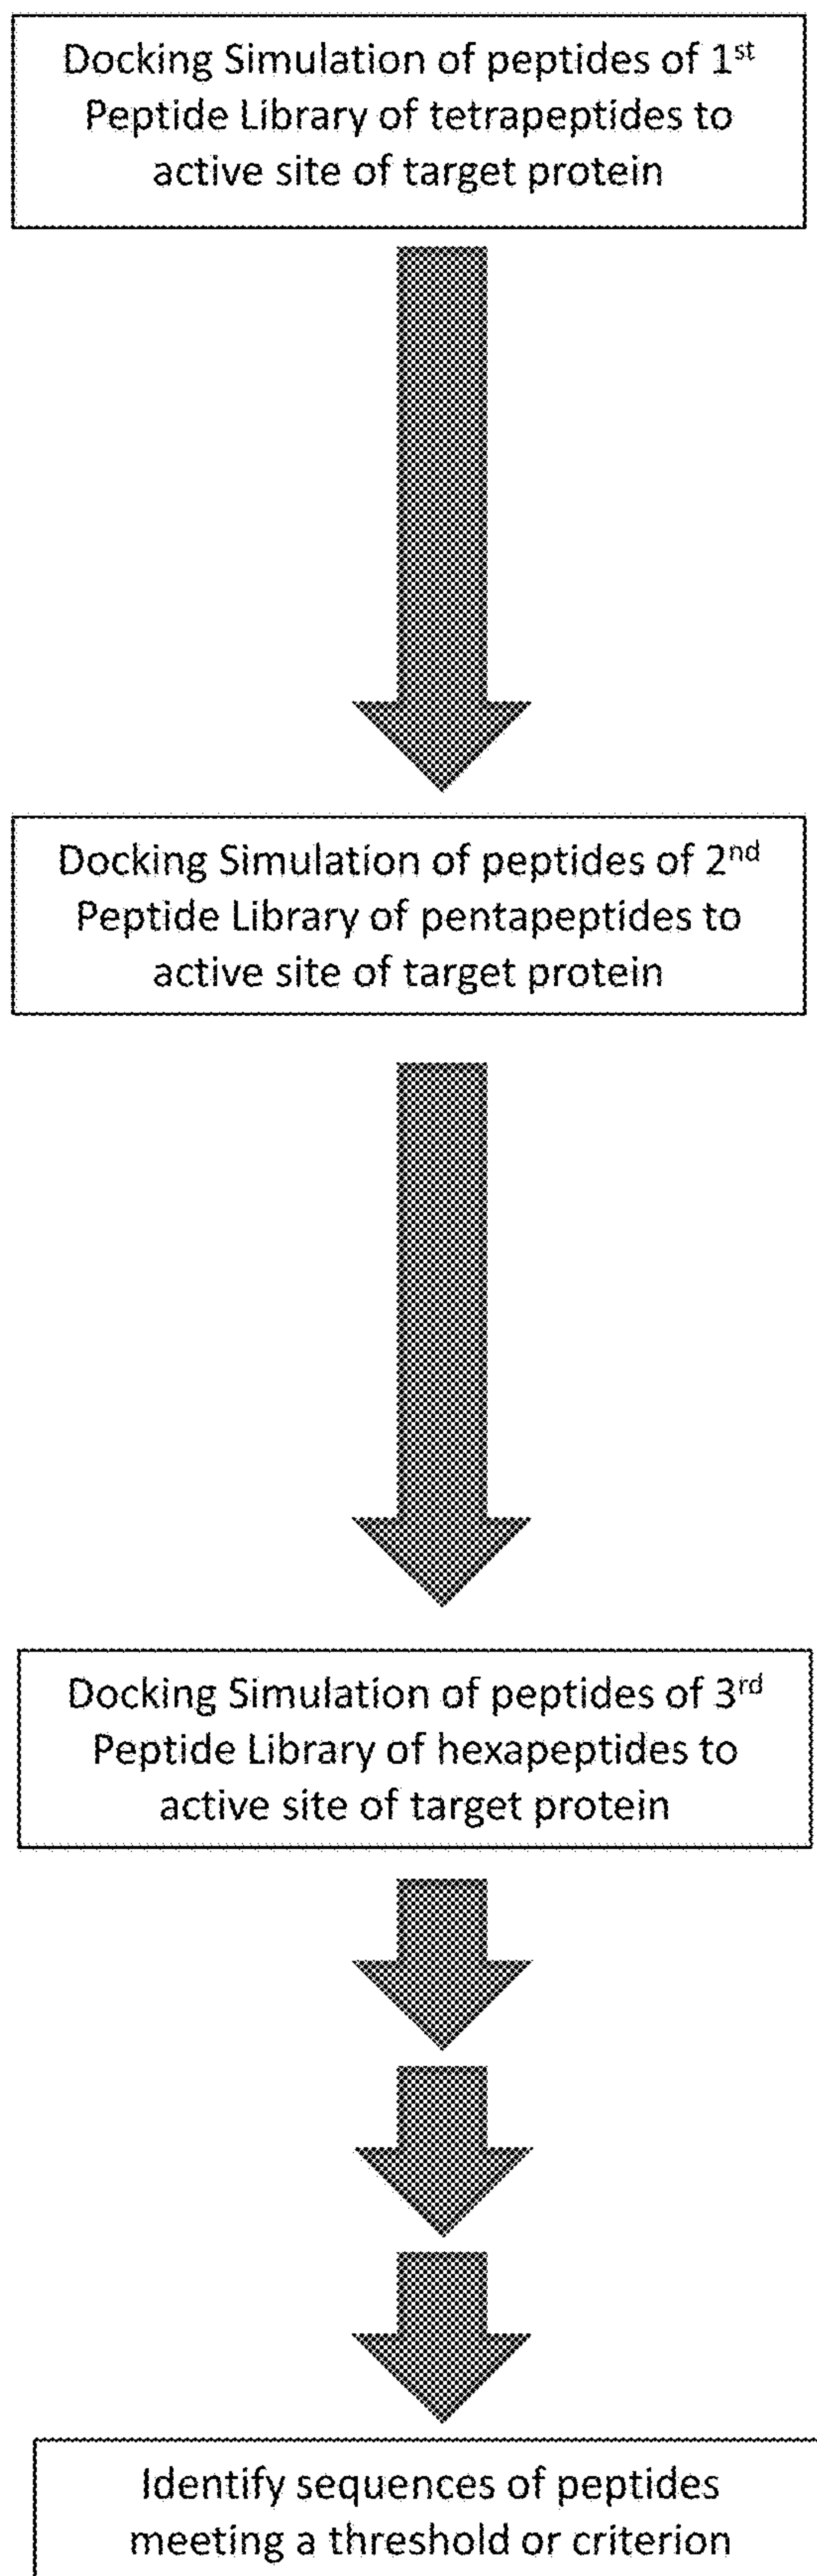 Docking Simulation of peptides of 1st
Peptide Library of tetrapeptides to
active site of target protein
Docking Simulation of peptides of 2nd
Peptide Library of pentapeptides to
active site of target protein
Docking Simulation of peptides of 3rd
Peptide Library of hexapeptides to
active site of target protein
Identify sequences of peptides
meeting a threshold or criterion